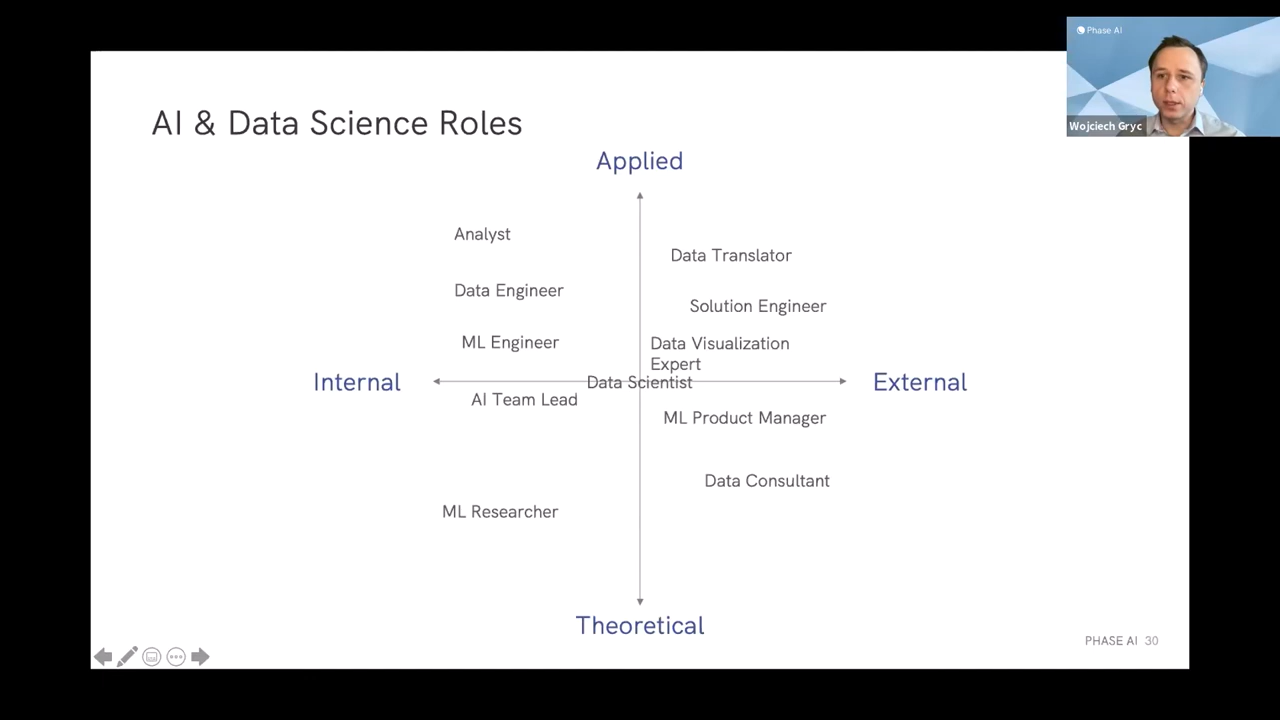 Phase AI
Wojciech Gryc
AI & Data Science Roles
Applied
Analyst
Data Translator
Data Engineer
Solution Engineer
ML Engineer
Data Visualization
Expert
Internal
Data Scientist
External
AI Team Lead
ML Product Manager
Data Consultant
ML Researcher
Theoretical
PHASE AI 30